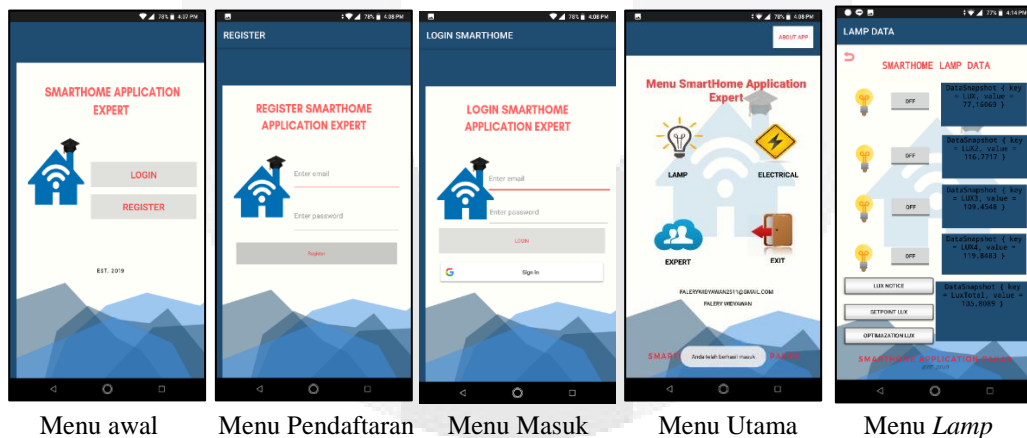 78% 4:37 PM
SMARTHOME APPLICATION
EXPERT
LOGIN
REGISTER
EST. 2019
Menu awal
78% 4:08 PM
REGISTER
REGISTER SMARTHOME
APPLICATION EXPERT
Enter email
Enter password
Register
Menu Pendaftaran
78% 4:08 PM
LOGIN SMARTHOME
LOGIN SMARTHOME
APPLICATION EXPERT
Enter email
Enter password
LOGIN
G Sign in
Menu Masuk
78% 4:08 PM
ABOUT APP
Menu SmartHome Application
Expert
LAMP
ELECTRICAL
EXPERT
EXIT
FALERY WIDYAWAN
SMAR
Anda telah berhasil masuk.
Menu Utama
77% 4:14 PM
LAMP DATA
SMARTHOME LAMP DATA
OFF
DataSnapshot { key
= LUX, value =
77,16069 }
OFF
DataSnapshot { key
= LUX2, value =
116.7717 }
OFF
DataSnapshot { key
= LUX3, value =
109.4548 }
OFF
DataSnapshot { key
= LUX4, value =
119.8483 }
LUX NOTICE
DataSnapshot { key
= LuxTotal, value =
105.8089 }
SETPOINT LUX
OPTIMAZATION LUX
SMARTHOME APPLICATION
EST. 2019
Menu Lamp